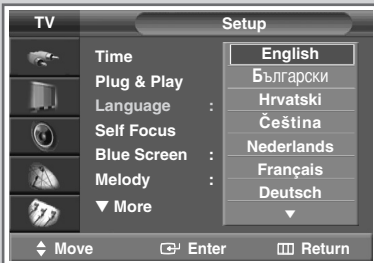 TV Setup
Time
Plug & Play
Language :
Self Focus
Blue Screen :
Melody :
▼ More
English
Български
Hrvatski
Čeština
Nederlands
Français
Deutsch
▼
Move Enter Return